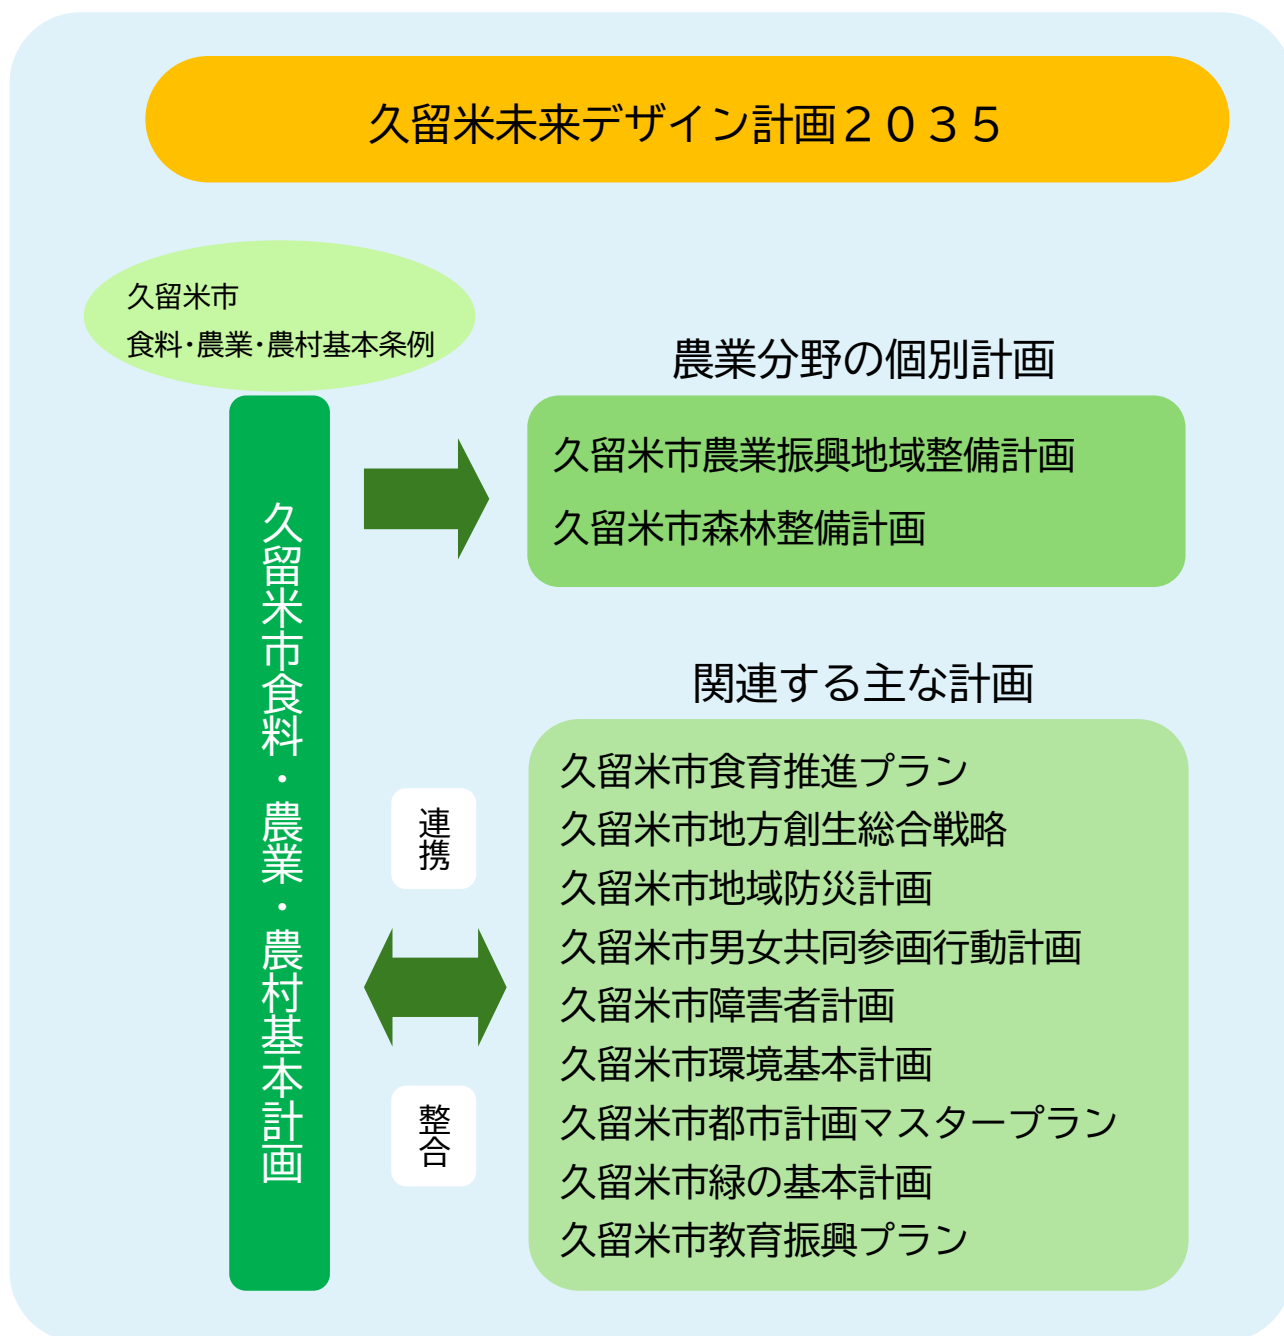 久留米未来デザイン計画２０３５
久留米市
食料・農業・農村基本条例
久留米市食料・農業・農村基本計画
農業分野の個別計画
久留米市農業振興地域整備計画
久留米市森林整備計画
関連する主な計画
連携
整合
久留米市食育推進プラン
久留米市地方創生総合戦略
久留米市地域防災計画
久留米市男女共同参画行動計画
久留米市障害者計画
久留米市環境基本計画
久留米市都市計画マスタープラン
久留米市緑の基本計画
久留米市教育振興プラン